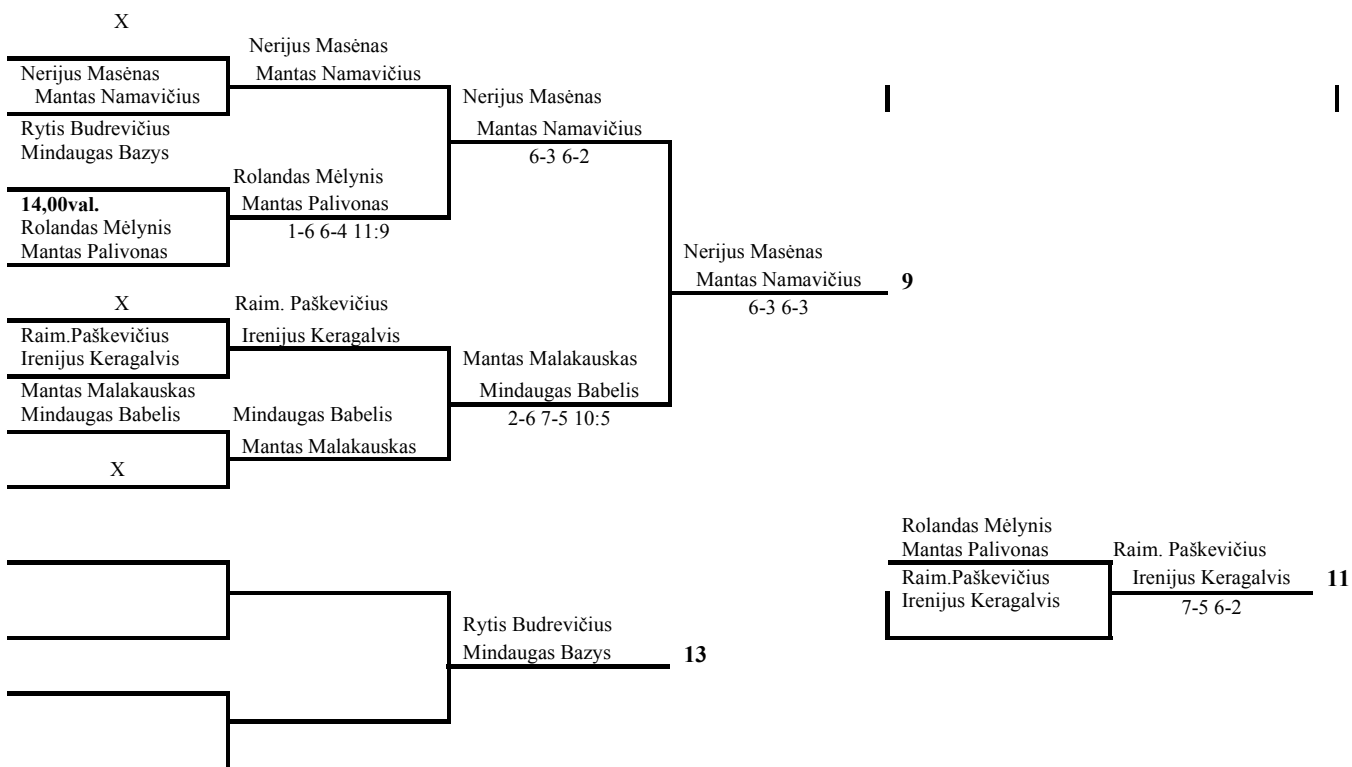 X
Nerijus Masėnas
Mantas Namavičius
Rytis Budrevičius
Mindaugas Bazys
14,00val.
Rolandas Mėlynis
Mantas Palivonas
X
Raim.Paškevičius
Irenijus Keragalvis
Mantas Malakauskas
Mindaugas Babelis
X
Nerijus Masėnas
Mantas Namavičius
Rolandas Mėlynis
Mantas Palivonas
1-6 6-4 11:9
Raim. Paškevičius
Irenijus Keragalvis
Mindaugas Babelis
Mantas Malakauskas
Nerijus Masėnas
Mantas Namavičius
6-3 6-2
Mantas Malakauskas
Mindaugas Babelis
2-6 7-5 10:5
Nerijus Masėnas
Mantas Namavičius 9
6-3 6-3
Rytis Budrevičius
Mindaugas Bazys 13
Rolandas Mėlynis
Mantas Palivonas
Raim.Paškevičius
Irenijus Keragalvis
Raim. Paškevičius
Irenijus Keragalvis 11
7-5 6-2